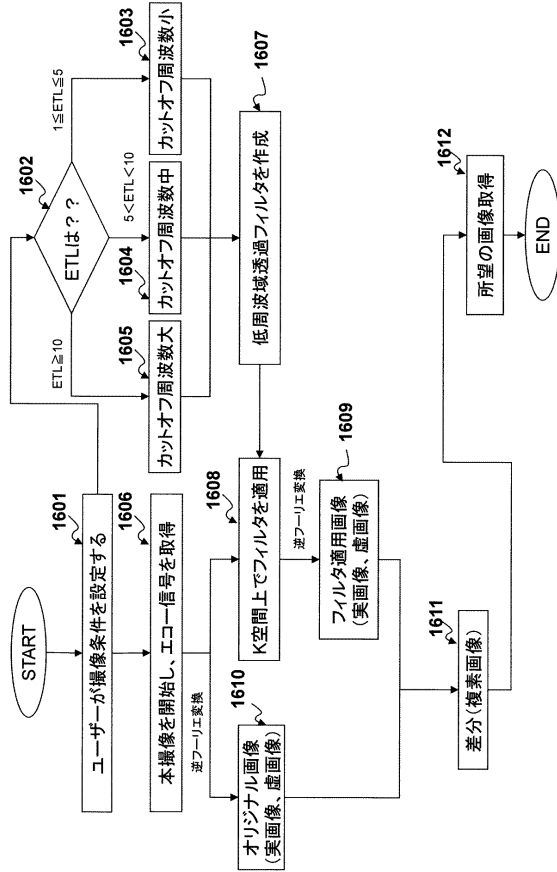 START
1601
ユーザーが撮像条件を設定する
1602
ETLは？？
ETL≧10
5<ETL<10
1≦ETL≦5
1605
カットオフ周波数大
1604
カットオフ周波数中
1603
カットオフ周波数小
1606
本撮像を開始し、エコー信号を取得
逆フーリエ変換
1607
低周波域透過フィルタを作成
1608
K空間上でフィルタを適用
逆フーリエ変換
1610
オリジナル画像
(実画像、虚画像)
1609
フィルタ適用画像
(実画像、虚画像)
1611
差分(複素画像)
1612
所望の画像取得
END